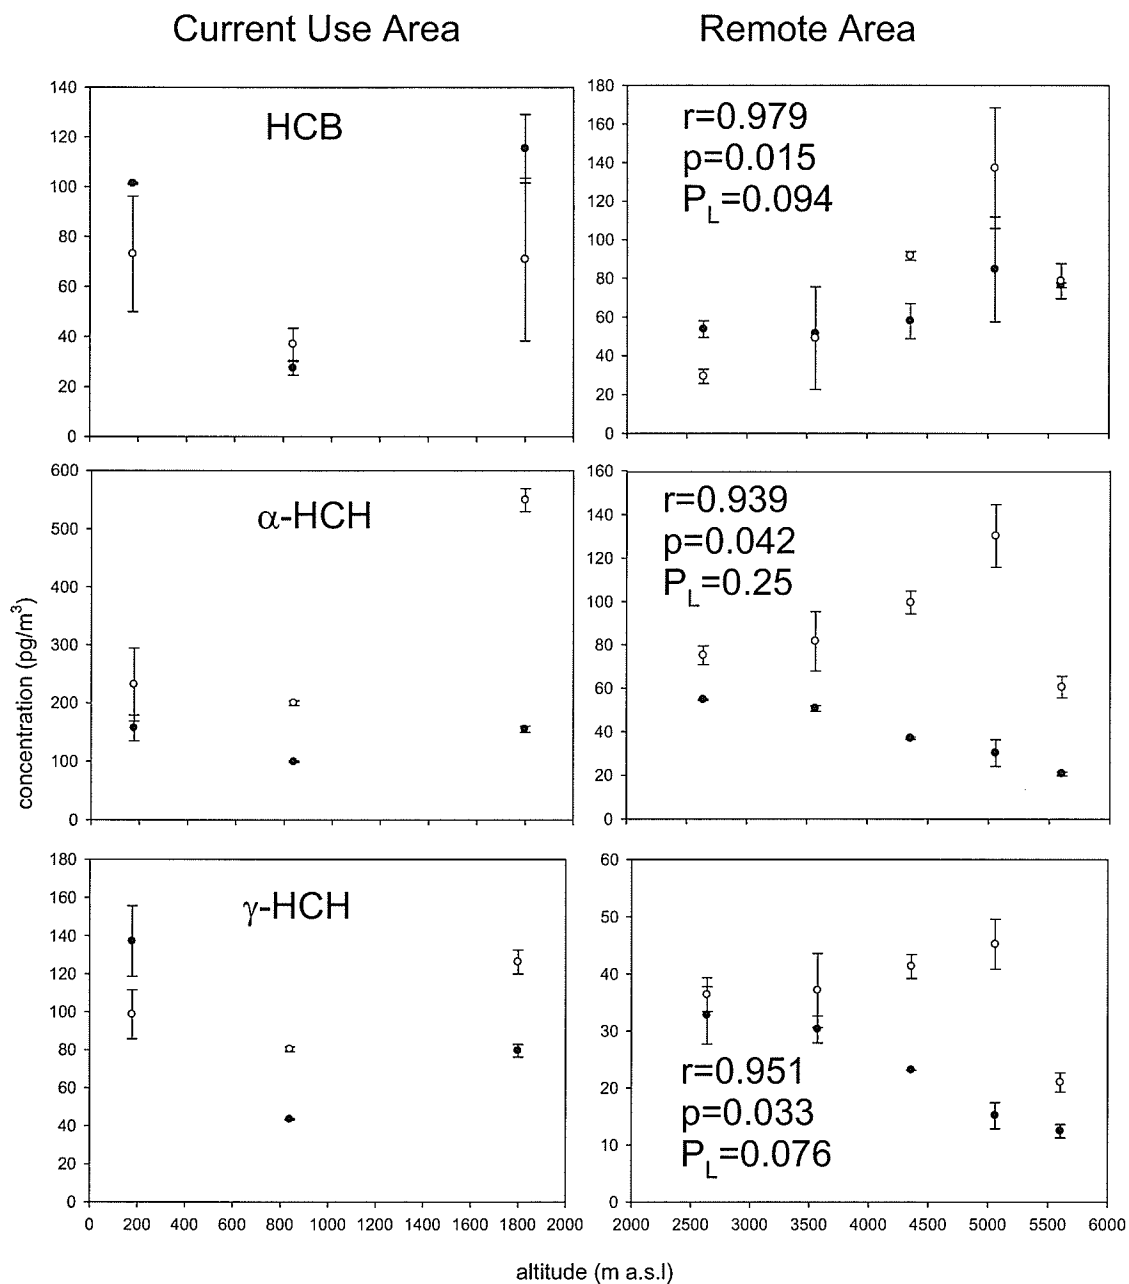 Current Use Area
Remote Area
140
120
100
80
60
40
20
0
HCB
180
160
140
120
100
80
60
40
20
0
r=0.979
p=0.015
PL=0.094
600
500
400
300
200
100
0
α-HCH
160
140
120
100
80
60
40
20
0
r=0.939
p=0.042
PL=0.25
concentration (pg/m³)
180
160
140
120
100
80
60
40
20
0
γ-HCH
0 200 400 600 800 1000 1200 1400 1600 1800 2000
60
50
40
30
20
10
0
r=0.951
p=0.033
PL=0.076
2000 2500 3000 3500 4000 4500 5000 5500 6000
altitude (m a.s.l)